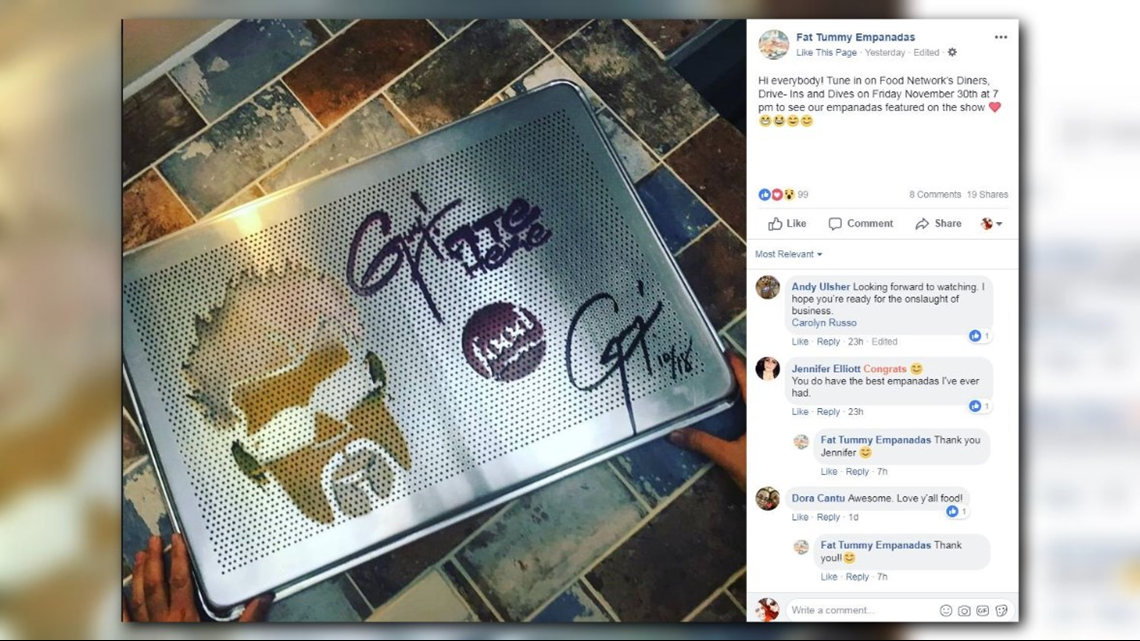 Guy
ATE
HERE
Guy
10/18
Fat Tummy Empanadas
Like This Page · Yesterday · Edited ·
Hi everybody! Tune in on Food Network's Diners,
Drive- Ins and Dives on Friday November 30th at 7
pm to see our empanadas featured on the show ❤️
😁😆😊😊
99
8 Comments 19 Shares
Like Comment Share
Most Relevant
Andy Ulsher Looking forward to watching. I
hope you're ready for the onslaught of
business.
Carolyn Russo
1
Like · Reply · 23h · Edited
Jennifer Elliott Congrats 😊
You do have the best empanadas I've ever
had.
1
Like · Reply · 23h
Fat Tummy Empanadas Thank you
Jennifer 😊
Like · Reply · 7h
Dora Cantu Awesome. Love y'all food!
1
Like · Reply · 1d
Fat Tummy Empanadas Thank
you!!😊
Like · Reply · 7h
Write a comment...
GIF